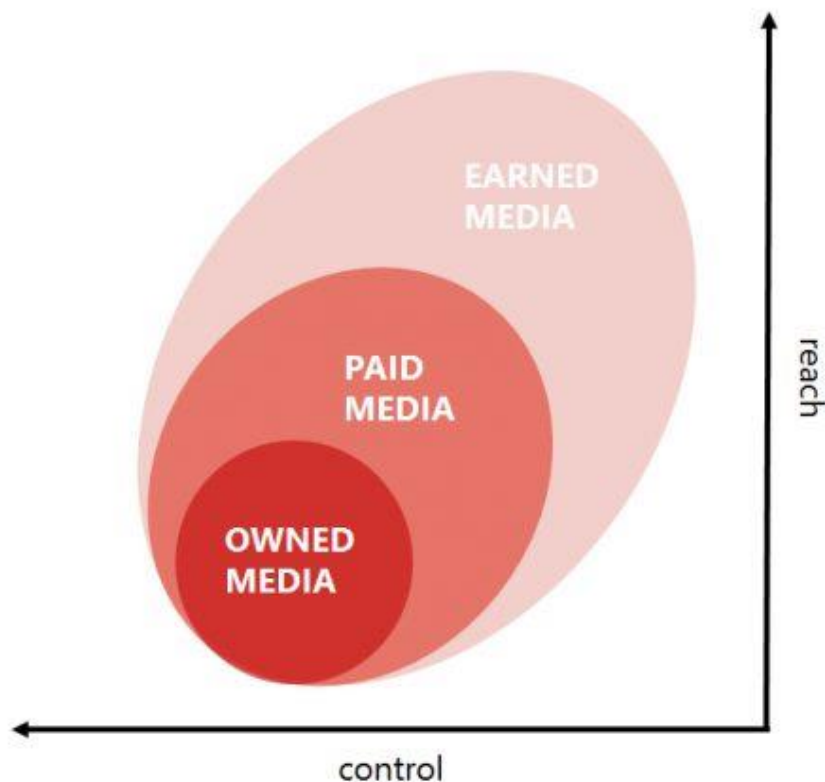 EARNED
MEDIA
PAID
MEDIA
reach
OWNED
MEDIA
control